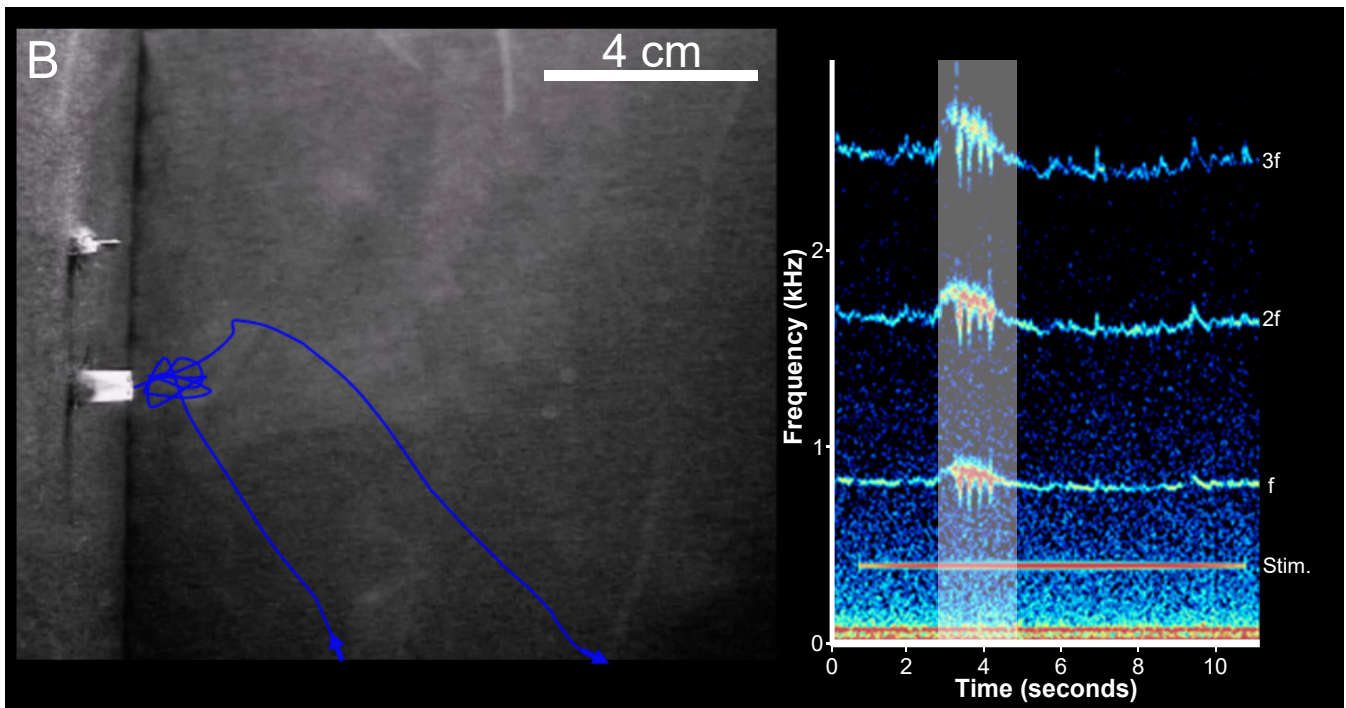 B
4 cm
Frequency (kHz)
2
1
0
3f
2f
f
Stim.
0 2 4 6 8 10
Time (seconds)